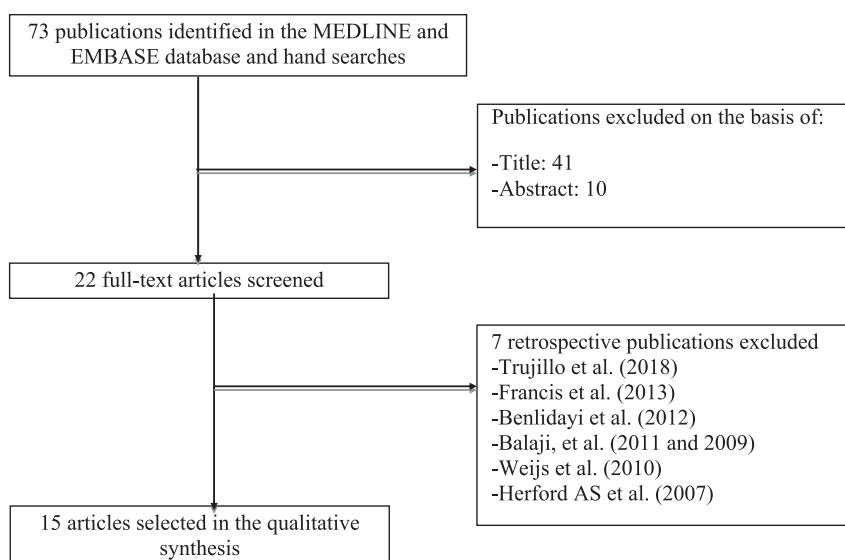 73 publications identified in the MEDLINE and
EMBASE database and hand searches
Publications excluded on the basis of:
-Title: 41
-Abstract: 10
22 full-text articles screened
7 retrospective publications excluded
-Trujillo et al. (2018)
-Francis et al. (2013)
-Benlidayi et al. (2012)
-Balaji, et al. (2011 and 2009)
-Weijs et al. (2010)
-Herford AS et al. (2007)
15 articles selected in the qualitative
synthesis